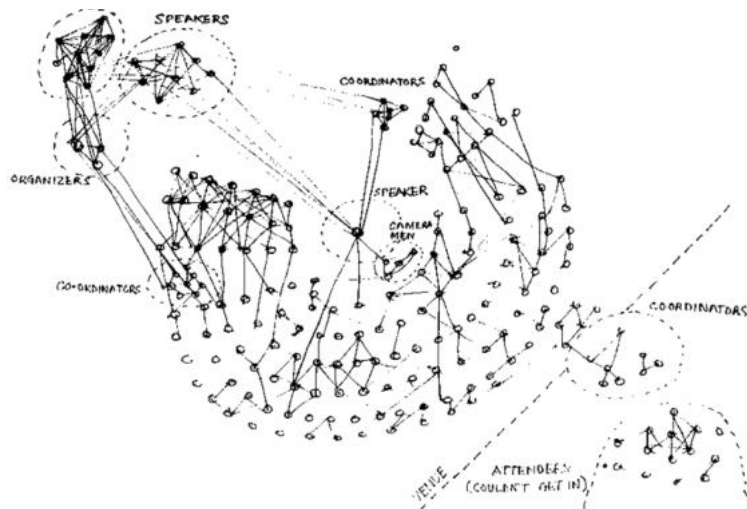 SPEAKERS
COORDINATORS
ORGANIZERS
SPEAKER
CAMERA
MEN
CO-ORDINATORS
COORDINATORS
VENUE
ATTENDEES
(COULDN'T GET IN)